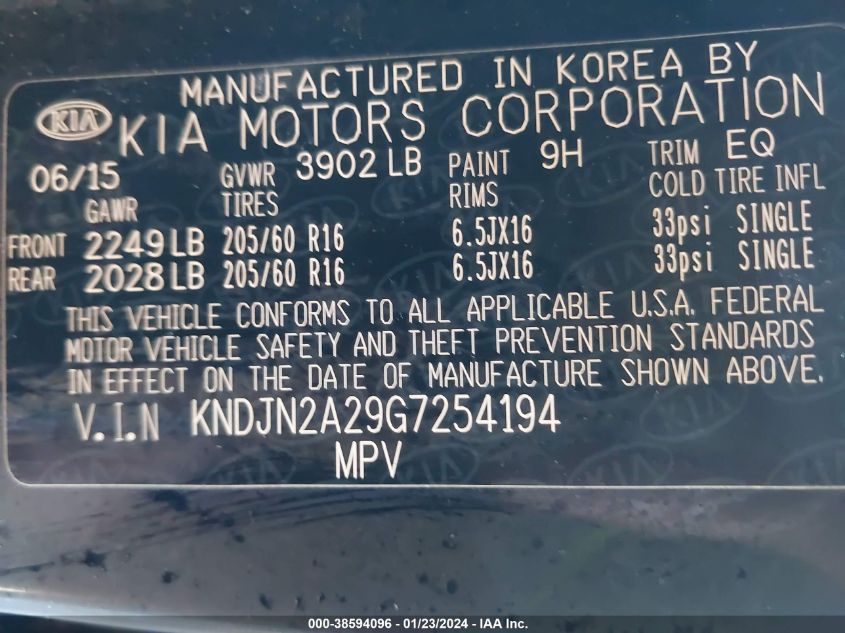 MANUFACTURED IN KOREA BY
KIA KIA MOTORS CORPORATION
06/15 GVWR 3902 LB PAINT 9H TRIM EQ
GAWR TIRES RIMS COLD TIRE INFL
FRONT 2249 LB 205/60 R16 6.5JX16 33psi SINGLE
REAR 2028 LB 205/60 R16 6.5JX16 33psi SINGLE
THIS VEHICLE CONFORMS TO ALL APPLICABLE U.S.A. FEDERAL
MOTOR VEHICLE SAFETY AND THEFT PREVENTION STANDARDS
IN EFFECT ON THE DATE OF MANUFACTURE SHOWN ABOVE.
V.I.N KNDJN2A29G7254194
MPV
000-38594096 - 01/23/2024 - IAA Inc.